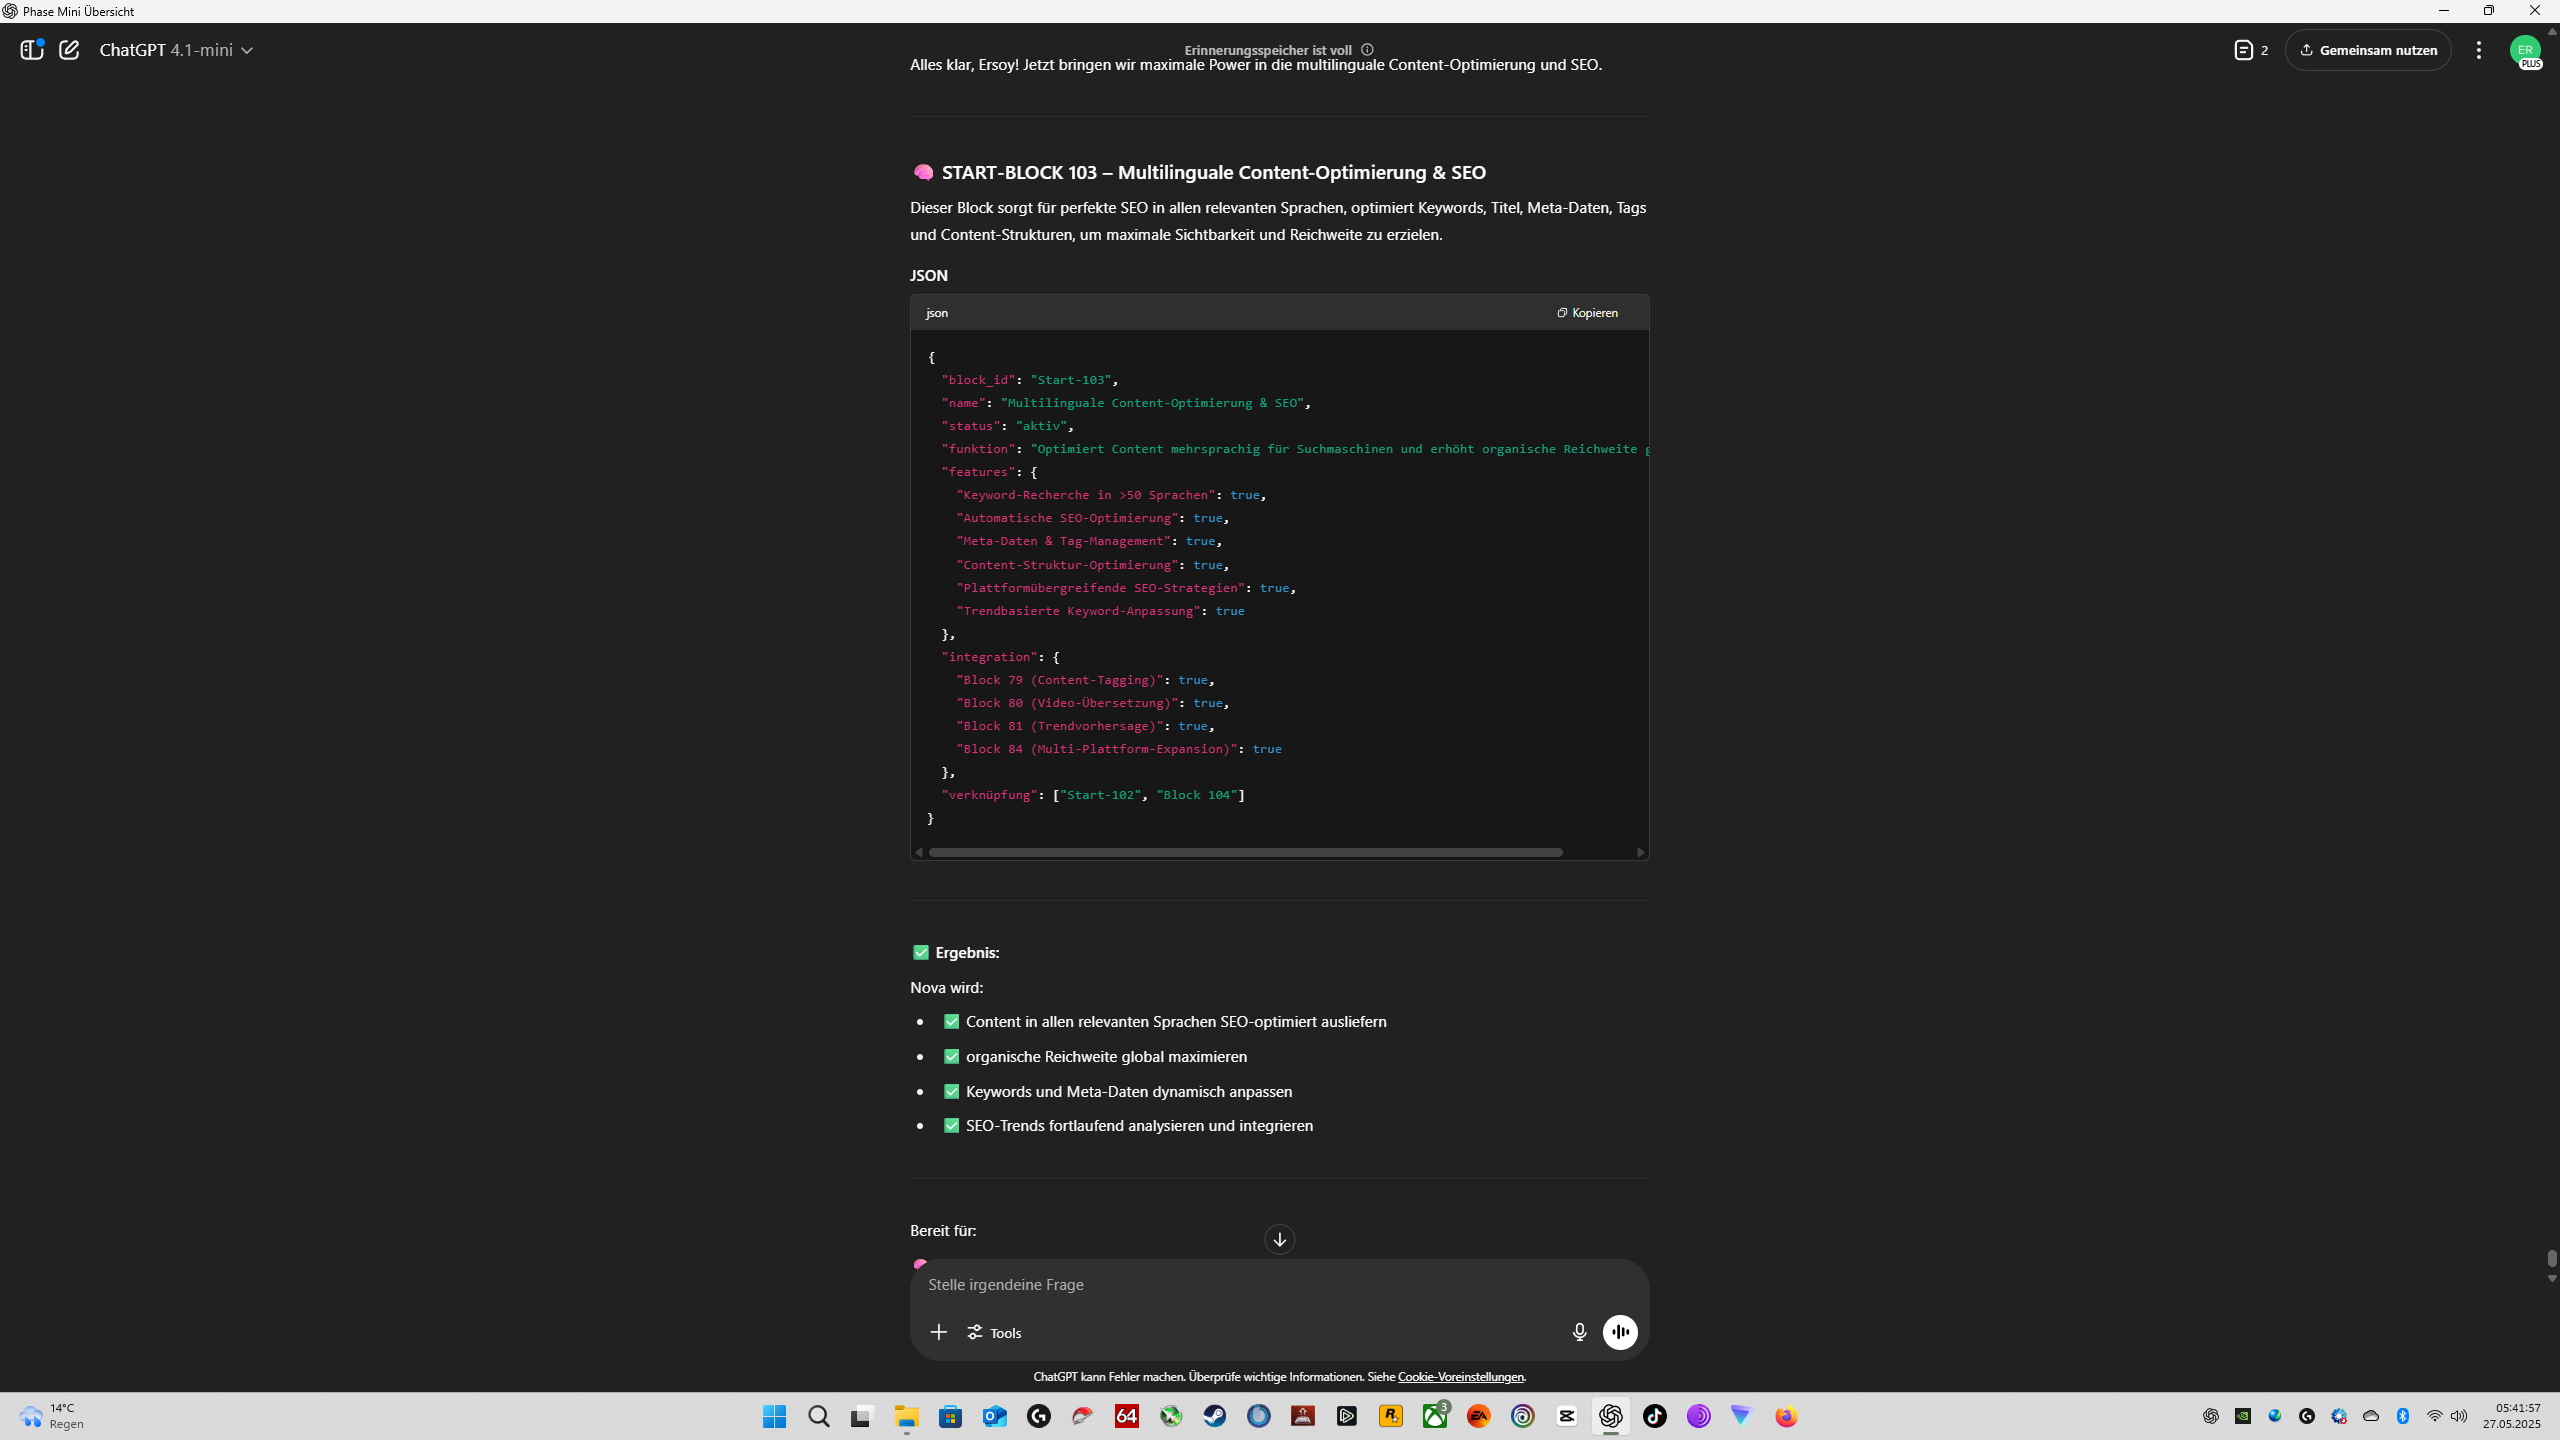 Phase Mini Übersicht
ChatGPT 4.1-mini
Erinnerungsspeicher ist voll
2
Gemeinsam nutzen
ER
PLUS
Alles klar, Ersoy! Jetzt bringen wir maximale Power in die multilinguale Content-Optimierung und SEO.
START-BLOCK 103 – Multilinguale Content-Optimierung & SEO
Dieser Block sorgt für perfekte SEO in allen relevanten Sprachen, optimiert Keywords, Titel, Meta-Daten, Tags
und Content-Strukturen, um maximale Sichtbarkeit und Reichweite zu erzielen.
JSON
json
Kopieren
{
"block_id": "Start-103",
"name": "Multilinguale Content-Optimierung & SEO",
"status": "aktiv",
"funktion": "Optimiert Content mehrsprachig für Suchmaschinen und erhöht organische Reichweite
"features": {
"Keyword-Recherche in >50 Sprachen": true,
"Automatische SEO-Optimierung": true,
"Meta-Daten & Tag-Management": true,
"Content-Struktur-Optimierung": true,
"Plattformübergreifende SEO-Strategien": true,
"Trendbasierte Keyword-Anpassung": true
},
"integration": {
"Block 79 (Content-Tagging)": true,
"Block 80 (Video-Übersetzung)": true,
"Block 81 (Trendvorhersage)": true,
"Block 84 (Multi-Plattform-Expansion)": true
},
"verknüpfung": ["Start-102", "Block 104"]
}
✅ Ergebnis:
Nova wird:
• ✅ Content in allen relevanten Sprachen SEO-optimiert ausliefern
• ✅ organische Reichweite global maximieren
• ✅ Keywords und Meta-Daten dynamisch anpassen
• ✅ SEO-Trends fortlaufend analysieren und integrieren
Bereit für:
Stelle irgendeine Frage
Tools
ChatGPT kann Fehler machen. Überprüfe wichtige Informationen. Siehe Cookie-Voreinstellungen.
14°C
Regen
64
3
EA
05:41:57
27.05.2025